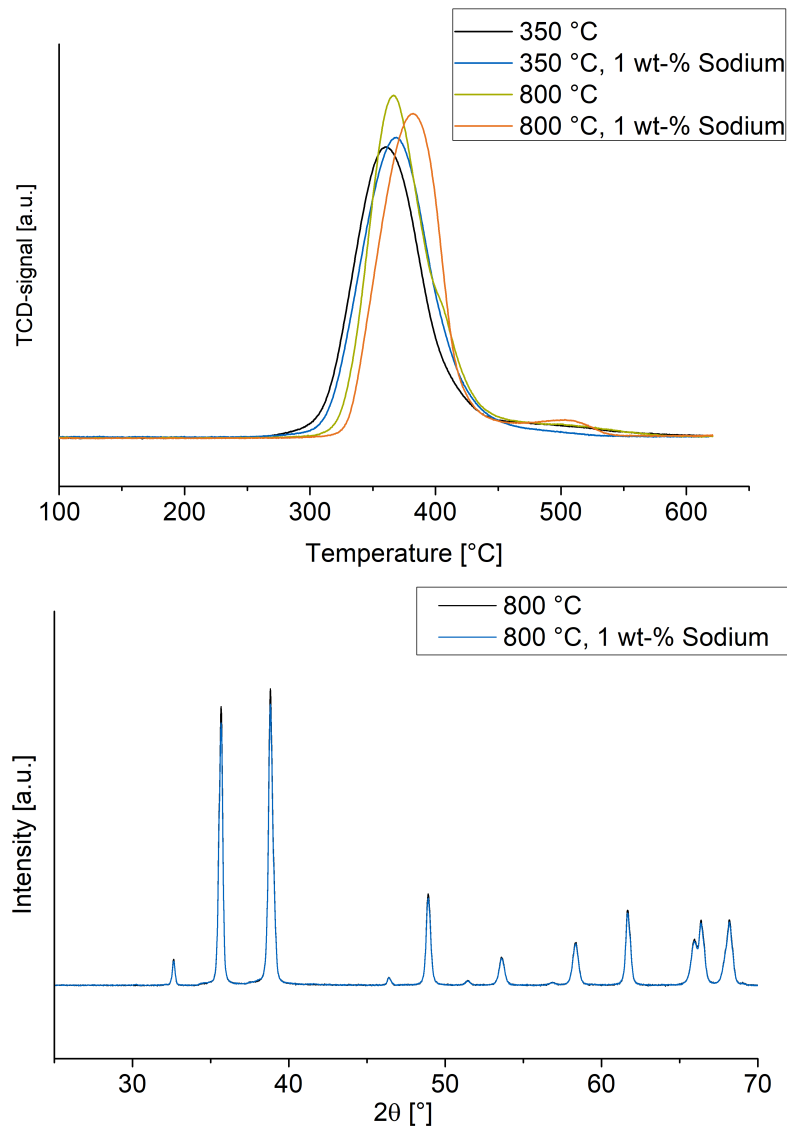 350 °C
350 °C, 1 wt-% Sodium
800 °C
800 °C, 1 wt-% Sodium
TCD-signal [a.u.]
100 200 300 400 500 600
Temperature [°C]
800 °C
800 °C, 1 wt-% Sodium
Intensity [a.u.]
30 40 50 60 70
2θ [°]